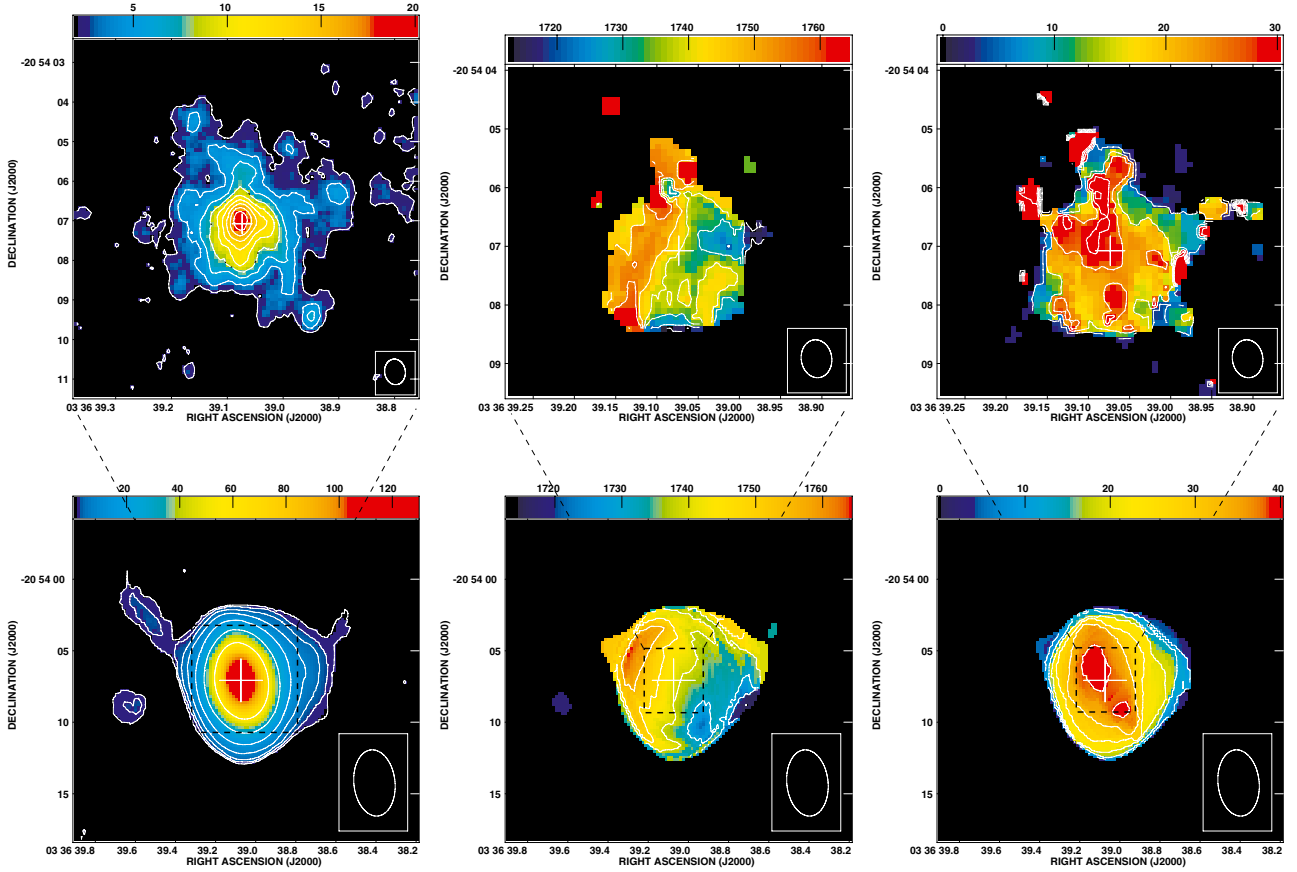 5 10 15 20
-20 54 03
04
05
06
07
08
09
10
11
DECLINATION (J2000)
03 36 39.3 39.2 39.1 39.0 38.9 38.8
RIGHT ASCENSION (J2000)
1720 1730 1740 1750 1760
-20 54 04
05
06
07
08
09
DECLINATION (J2000)
03 36 39.25 39.20 39.15 39.10 39.05 39.00 38.95 38.90
RIGHT ASCENSION (J2000)
0 10 20 30
-20 54 04
05
06
07
08
09
DECLINATION (J2000)
03 36 39.25 39.20 39.15 39.10 39.05 39.00 38.95 38.90
RIGHT ASCENSION (J2000)
20 40 60 80 100 120
-20 54 00
05
10
15
DECLINATION (J2000)
03 36 39.8 39.6 39.4 39.2 39.0 38.8 38.6 38.4 38.2
RIGHT ASCENSION (J2000)
1720 1730 1740 1750 1760
-20 54 00
05
10
15
DECLINATION (J2000)
03 36 39.8 39.6 39.4 39.2 39.0 38.8 38.6 38.4 38.2
RIGHT ASCENSION (J2000)
0 10 20 30 40
-20 54 00
05
10
15
DECLINATION (J2000)
03 36 39.8 39.6 39.4 39.2 39.0 38.8 38.6 38.4 38.2
RIGHT ASCENSION (J2000)